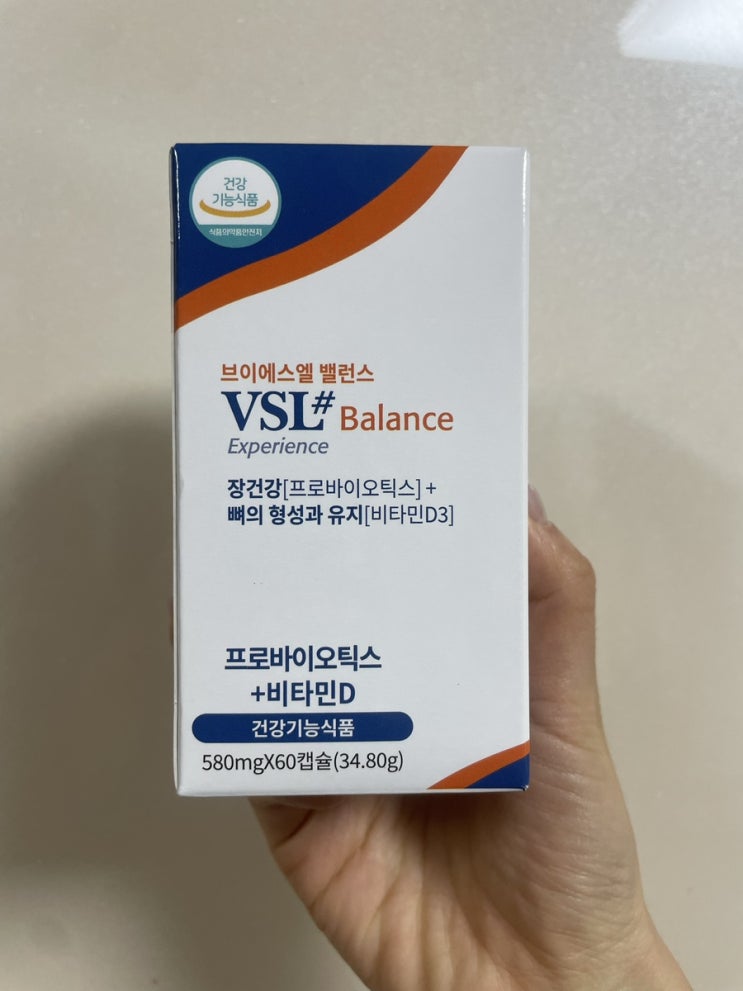 건강
기능식품
식품의약품안전처
브이에스엘 밸런스
VSL# Balance
Experience
장건강[프로바이오틱스] +
뼈의 형성과 유지[비타민D3]
프로바이오틱스
+비타민D
건강기능식품
580mgX60캡슐(34.80g)